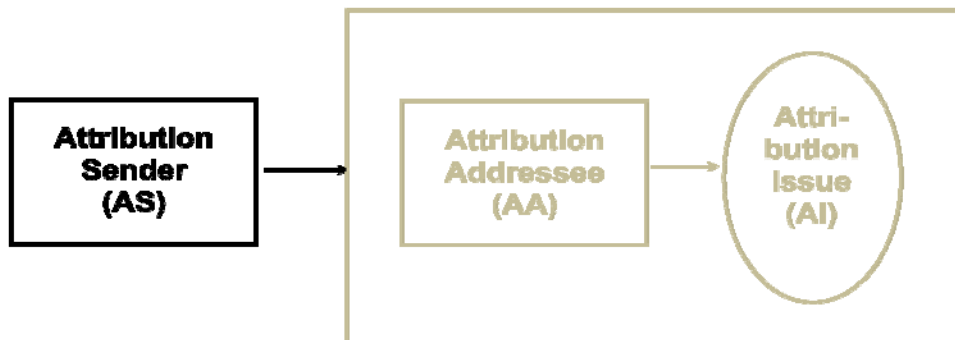 Attribution
Sender
(AS)
Attribution
Addressee
(AA)
Attri-
bution
Issue
(AI)